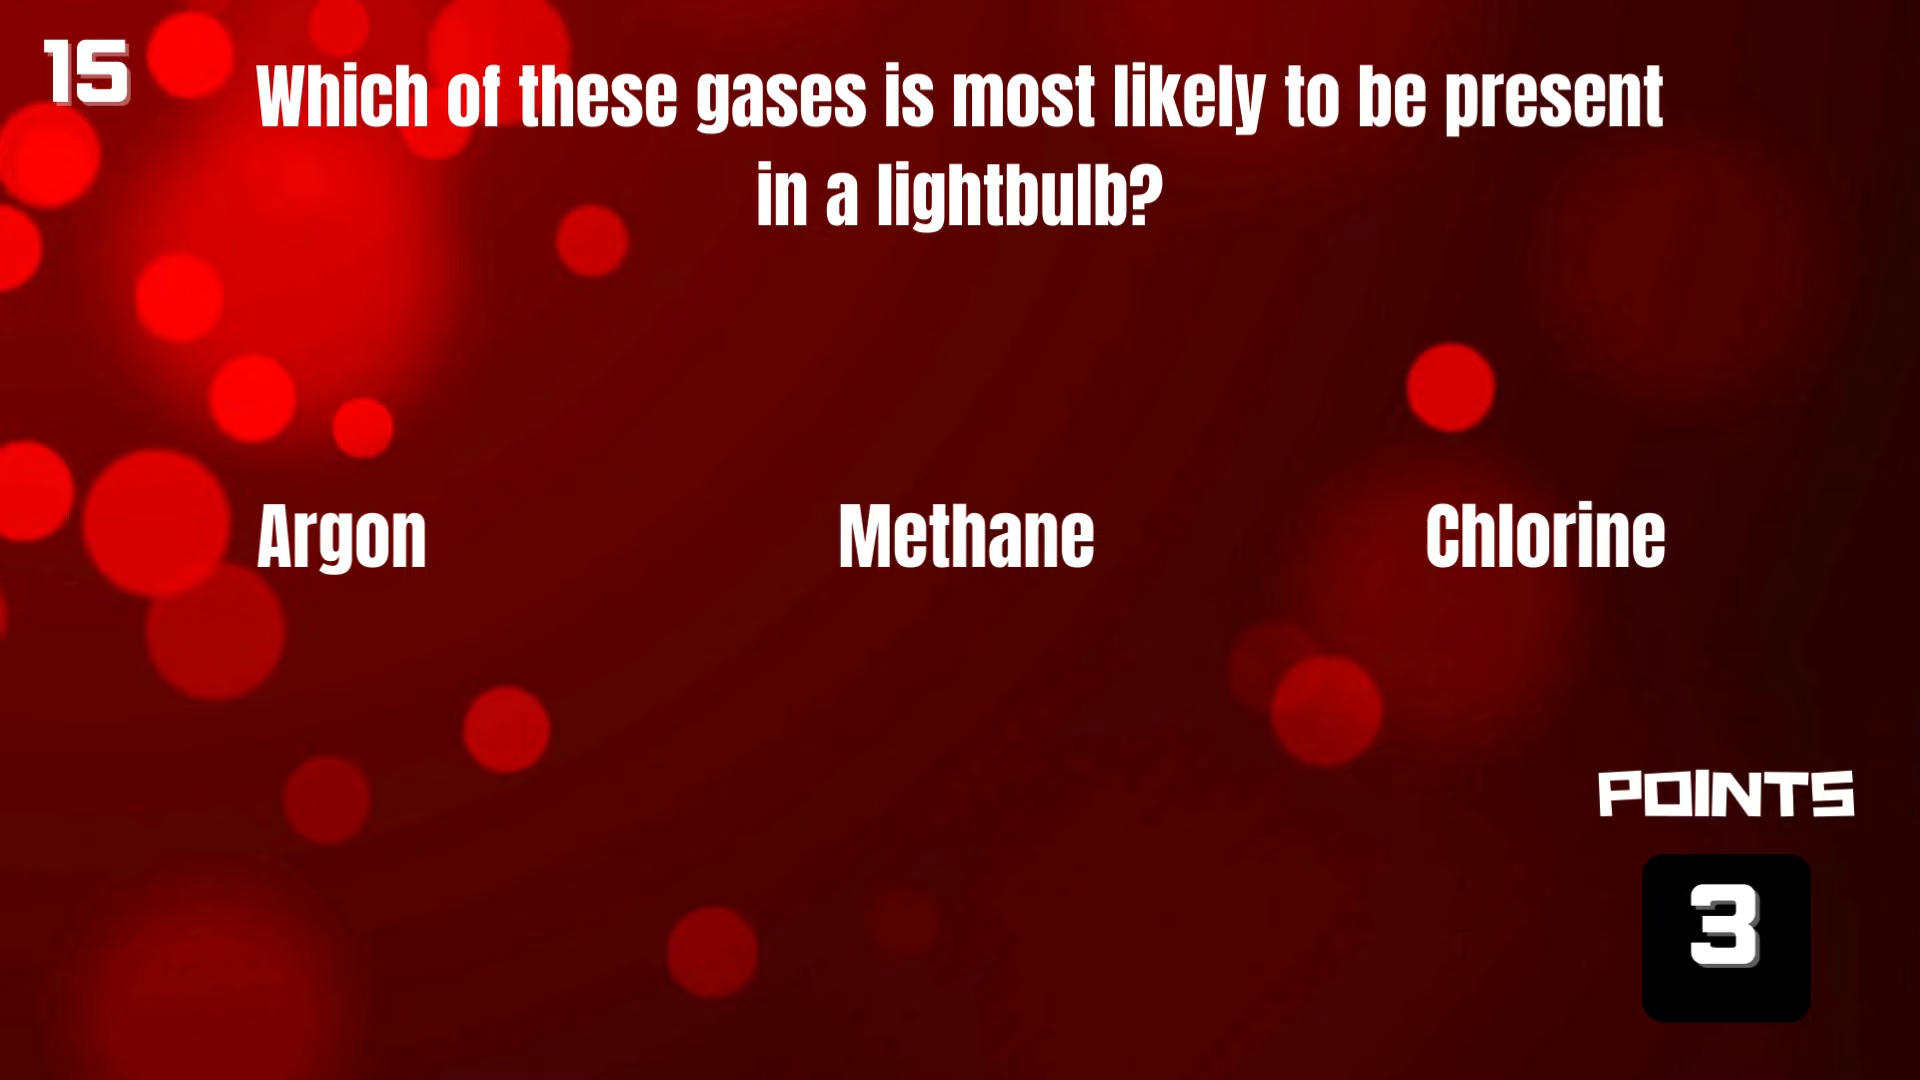 15
Which of these gases is most likely to be present
in a lightbulb?
Argon
Methane
Chlorine
POINTS
3